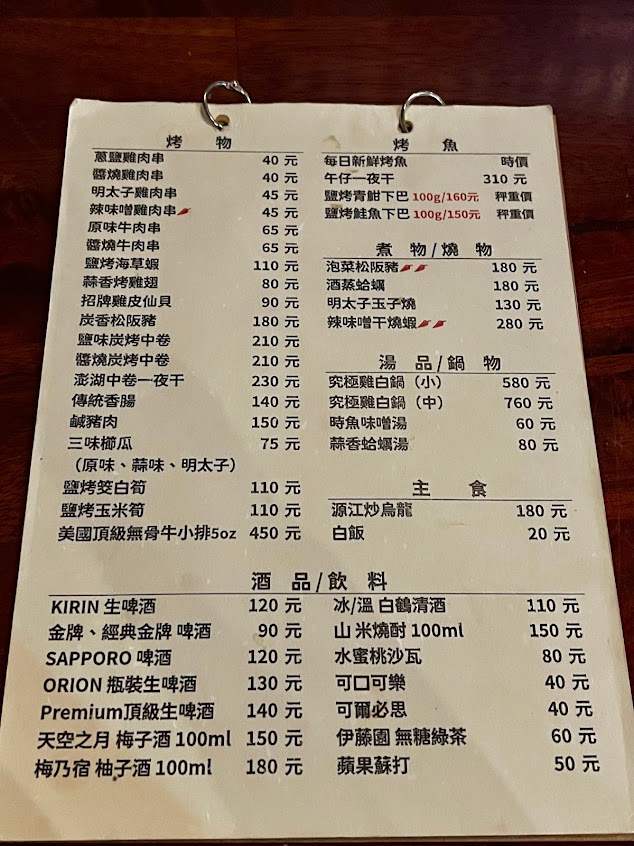 烤 物
蔥鹽雞肉串 40 元
醬燒雞肉串 40 元
明太子雞肉串 45 元
辣味噌雞肉串 45 元
原味牛肉串 65 元
醬燒牛肉串 65 元
鹽烤海草蝦 110 元
蒜香烤雞翅 80 元
招牌雞皮仙貝 90 元
炭香松阪豬 180 元
鹽味炭烤中卷 210 元
醬燒炭烤中卷 210 元
澎湖中卷一夜干 230 元
傳統香腸 140 元
鹹豬肉 150 元
三味櫛瓜 75 元
(原味、蒜味、明太子)
鹽烤筊白筍 110 元
鹽烤玉米筍 110 元
美國頂級無骨牛小排5oz 450 元
烤 魚
每日新鮮烤魚 時價
午仔一夜干 310 元
鹽烤青魽下巴 100g/160元 秤重價
鹽烤鮭魚下巴 100g/150元 秤重價
煮 物/燒 物
泡菜松阪豬 180 元
酒蒸蛤蠣 180 元
明太子玉子燒 130 元
辣味噌干燒蝦 280 元
湯 品/鍋 物
究極雞白鍋(小) 580 元
究極雞白鍋(中) 760 元
時魚味噌湯 60 元
蒜香蛤蠣湯 80 元
主 食
源江炒烏龍 180 元
白飯 20 元
酒 品/飲 料
KIRIN 生啤酒 120 元
金牌、經典金牌 啤酒 90 元
SAPPORO 啤酒 120 元
ORION 瓶裝生啤酒 130 元
Premium頂級生啤酒 140 元
天空之月 梅子酒 100ml 150 元
梅乃宿 柚子酒 100ml 180 元
冰/溫 白鶴清酒 110 元
山 米燒酎 100ml 150 元
水蜜桃沙瓦 80 元
可口可樂 40 元
可爾必思 40 元
伊藤園 無糖綠茶 60 元
蘋果蘇打 50 元